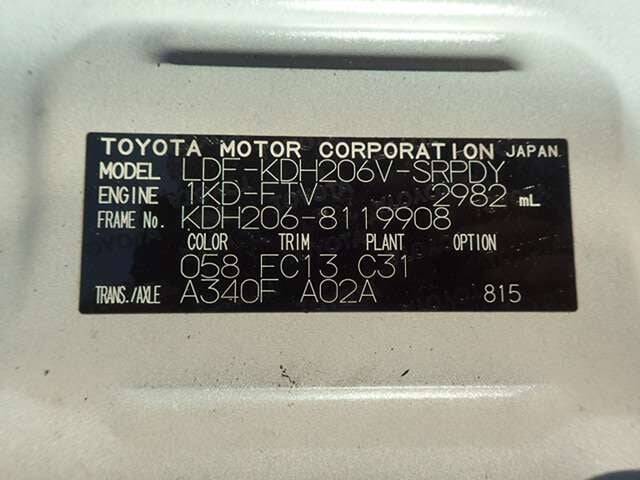 TOYOTA MOTOR CORPORATION JAPAN
MODEL LDF-KDH206V-SRPDY
ENGINE 1KD-FTV 2982 mL
FRAME No. KDH206-8119908
COLOR TRIM PLANT OPTION
058 FC13 C31
TRANS./AXLE A340F A02A 815